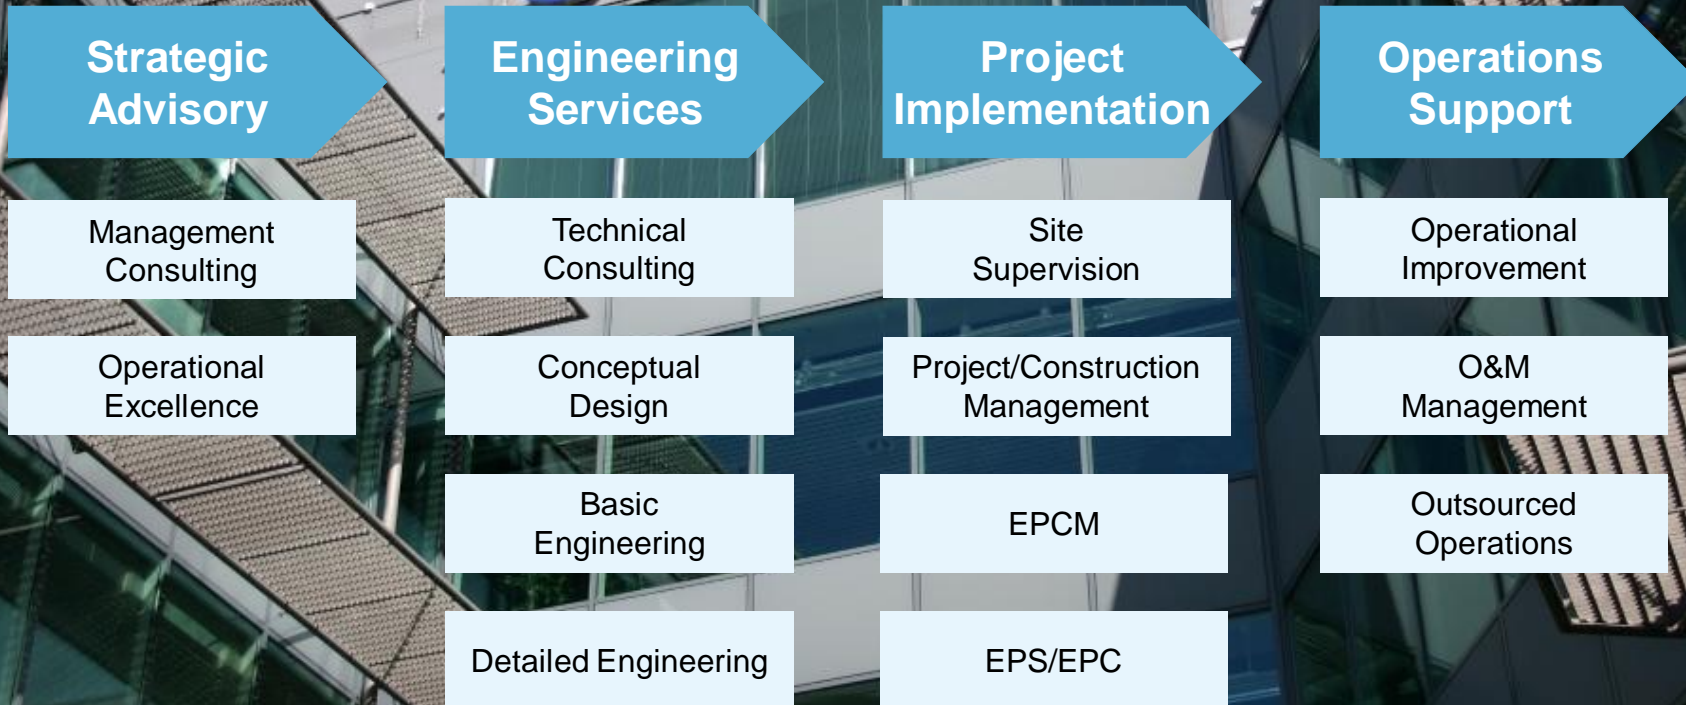 Strategic
Advisory
Engineering
Services
Project
Implementation
Operations
Support
Management
Consulting
Technical
Consulting
Site
Supervision
Operational
Improvement
Operational
Excellence
Conceptual
Design
Project/Construction
Management
O&M
Management
Basic
Engineering
EPCM
Outsourced
Operations
Detailed Engineering
EPS/EPC